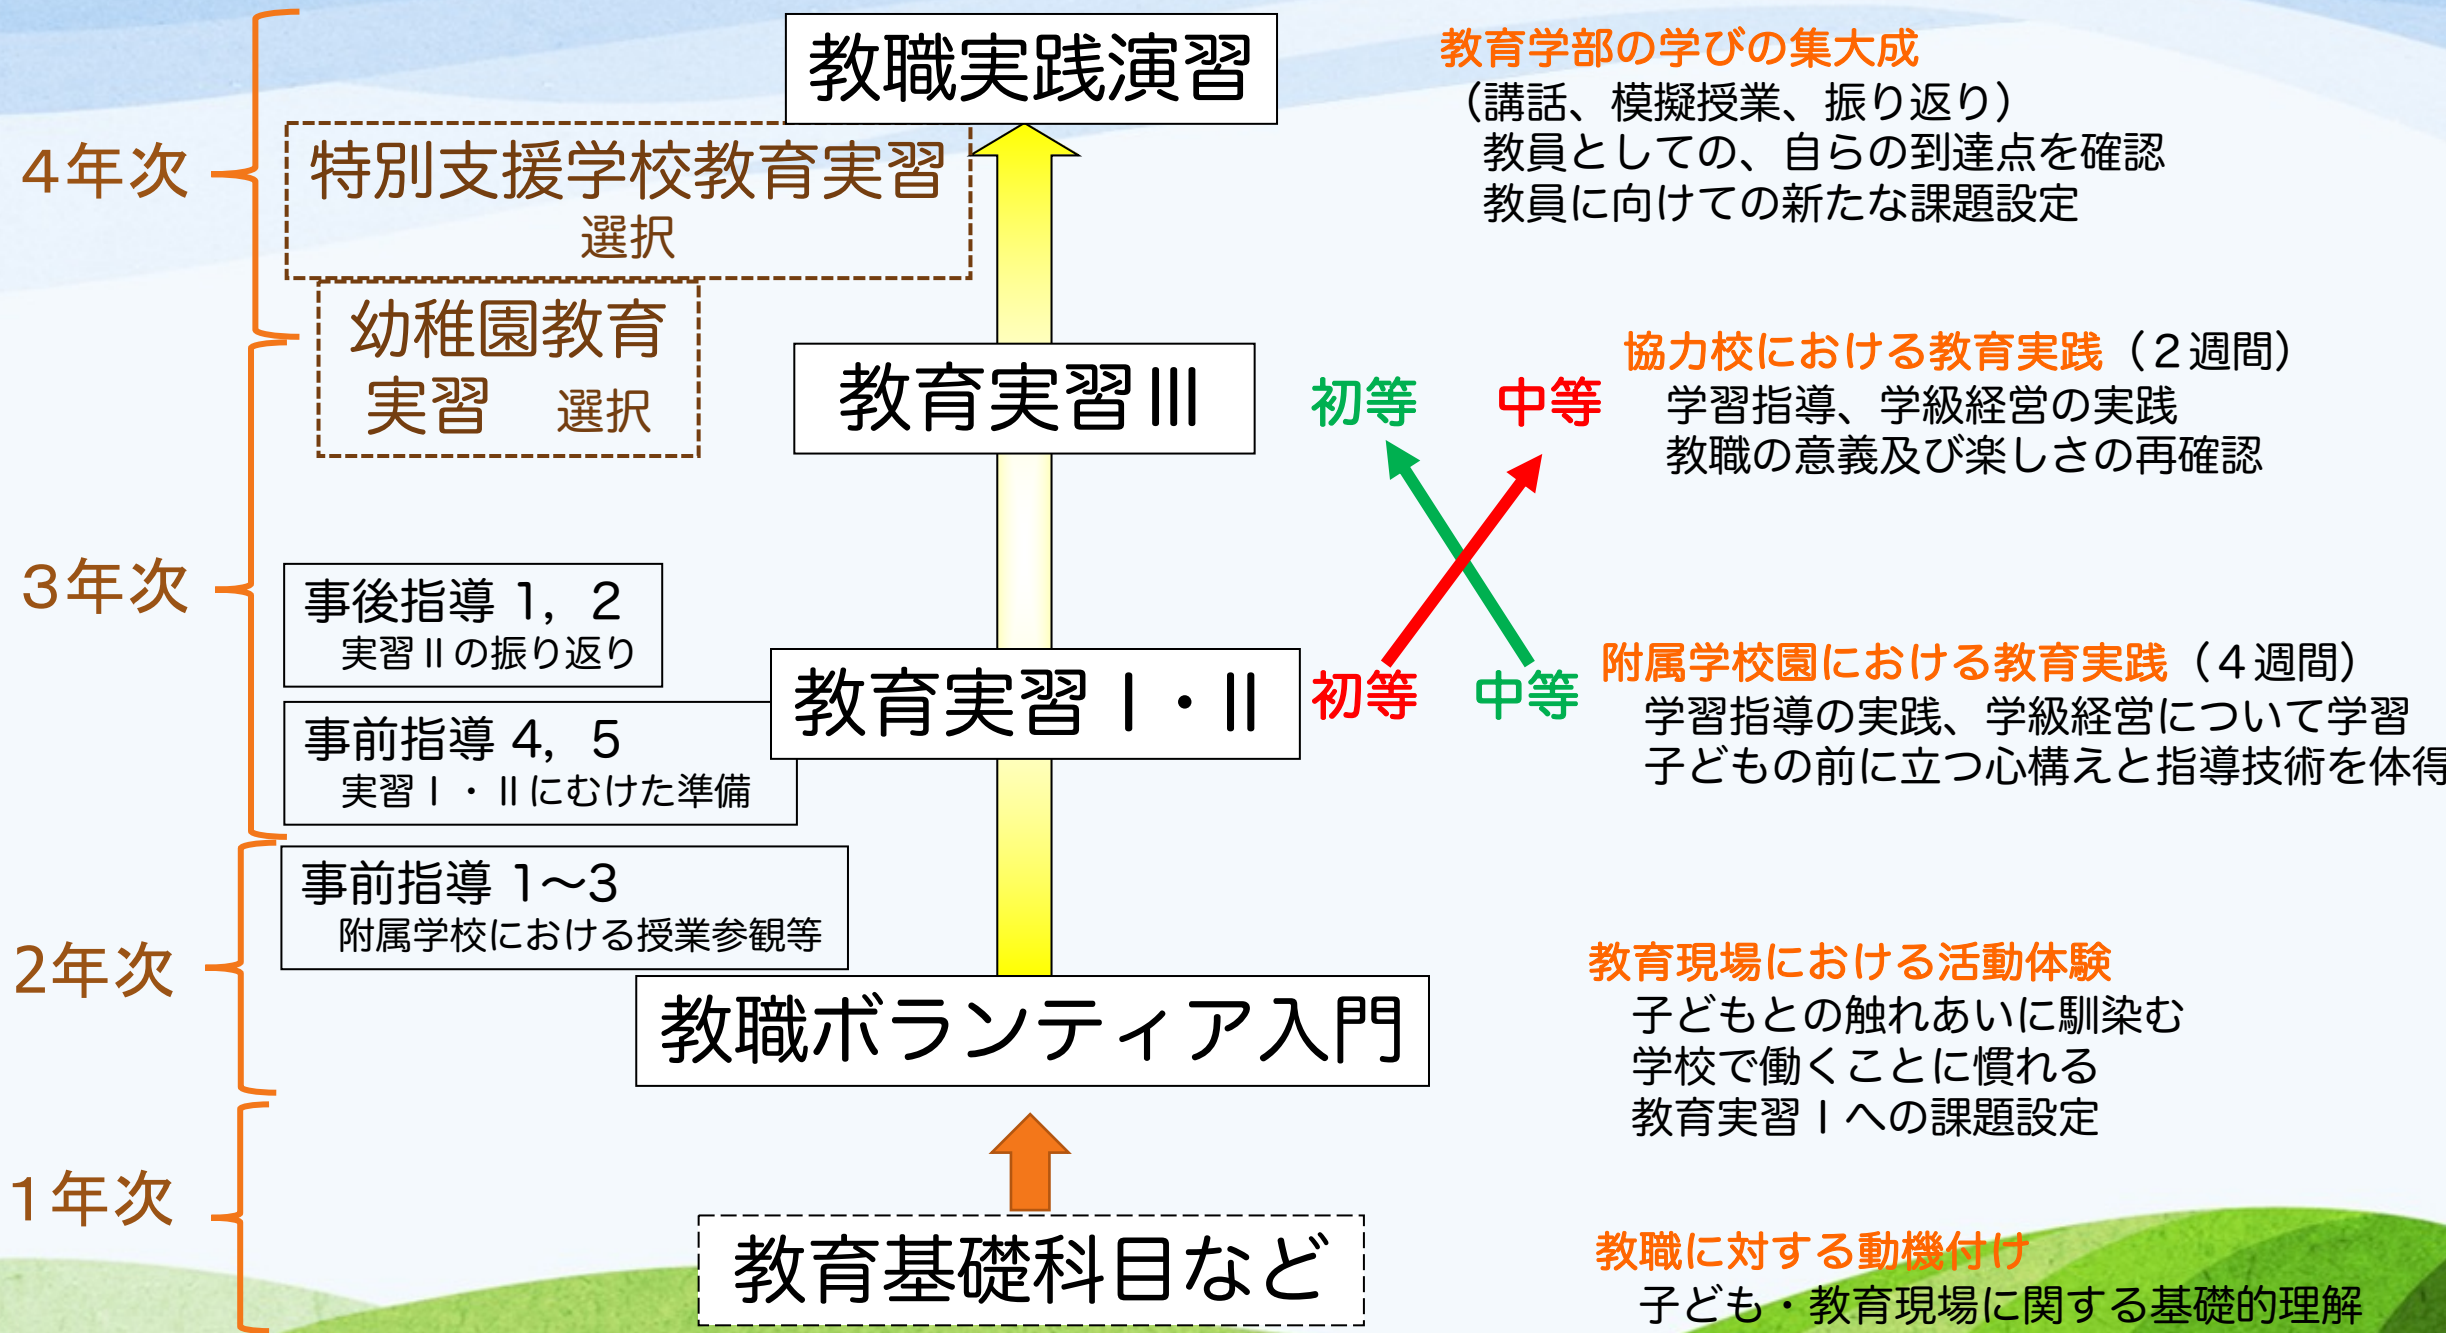 教職実践演習
教育学部の学びの集大成
（講話、模擬授業、振り返り）
教員としての、自らの到達点を確認
教員に向けての新たな課題設定
４年次
特別支援学校教育実習
選択
幼稚園教育
実習　選択
教育実習Ⅲ
初等　中等
協力校における教育実践（２週間）
学習指導、学級経営の実践
教職の意義及び楽しさの再確認
３年次
事後指導 1，2
実習Ⅱの振り返り
教育実習Ⅰ・Ⅱ
初等　中等
附属学校園における教育実践（４週間）
学習指導の実践、学級経営について学習
子どもの前に立つ心構えと指導技術を体得
事前指導 4，5
実習Ⅰ・Ⅱにむけた準備
事前指導 1～3
附属学校における授業参観等
２年次
教職ボランティア入門
教育現場における活動体験
子どもとの触れあいに馴染む
学校で働くことに慣れる
教育実習Ⅰへの課題設定
１年次
教育基礎科目など
教職に対する動機付け
子ども・教育現場に関する基礎的理解